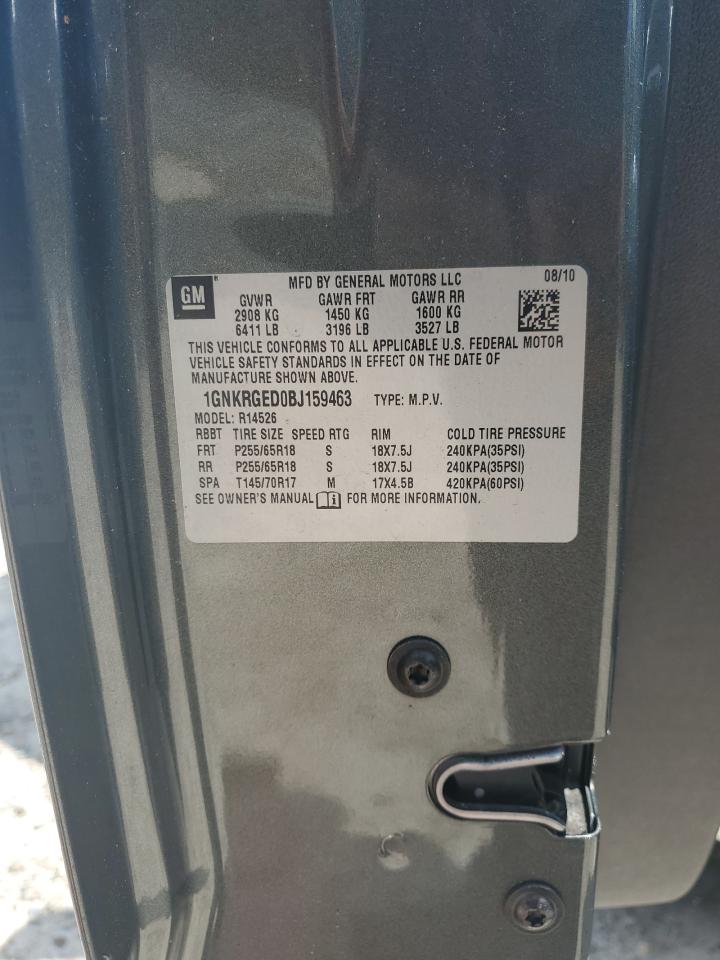 GM ® MFD BY GENERAL MOTORS LLC 08/10
GVWR GAWR FRT GAWR RR
2908 KG 1450 KG 1600 KG
6411 LB 3196 LB 3527 LB
THIS VEHICLE CONFORMS TO ALL APPLICABLE U.S. FEDERAL MOTOR
VEHICLE SAFETY STANDARDS IN EFFECT ON THE DATE OF
MANUFACTURE SHOWN ABOVE.
1GNKRGED0BJ159463 TYPE: M.P.V.
MODEL: R14526
RBBT TIRE SIZE SPEED RTG RIM COLD TIRE PRESSURE
FRT P255/65R18 S 18X7.5J 240KPA(35PSI)
RR P255/65R18 S 18X7.5J 240KPA(35PSI)
SPA T145/70R17 M 17X4.5B 420KPA(60PSI)
SEE OWNER'S MANUAL i FOR MORE INFORMATION.